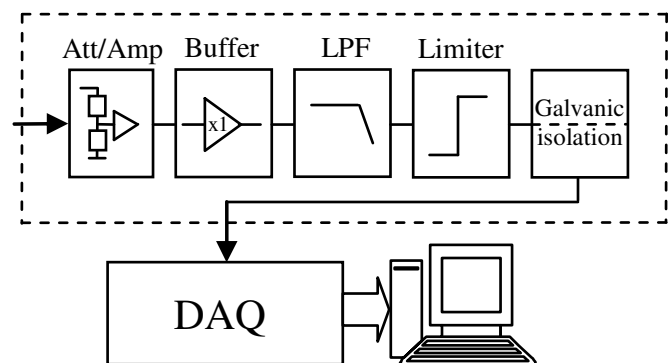 Att/Amp
Buffer
LPF
Limiter
x1
Galvanic
isolation
DAQ